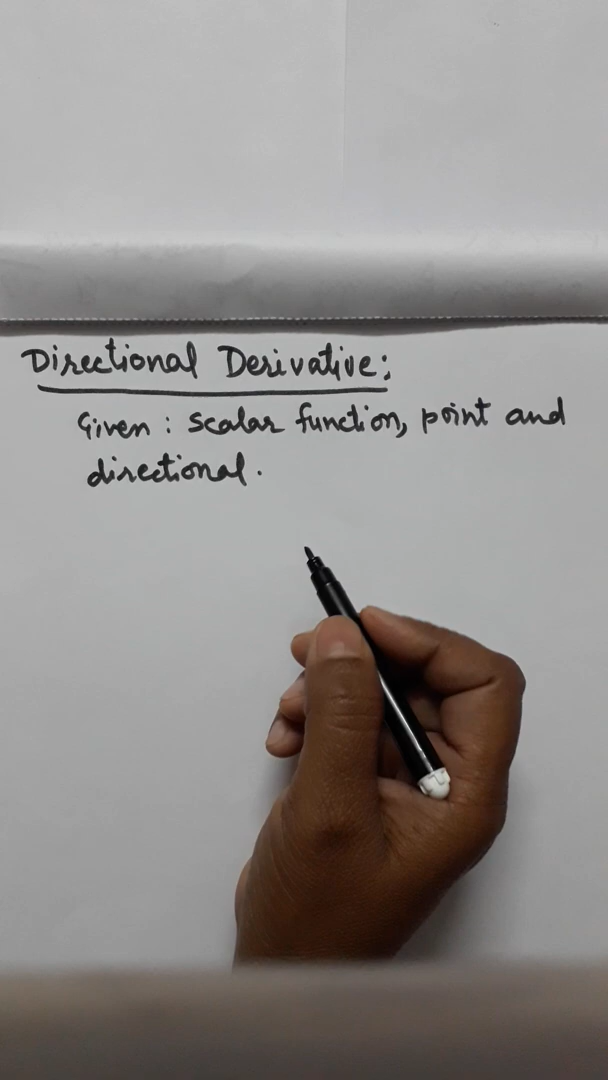 Directional Derivative:
Given : scalar function, point and
directional.